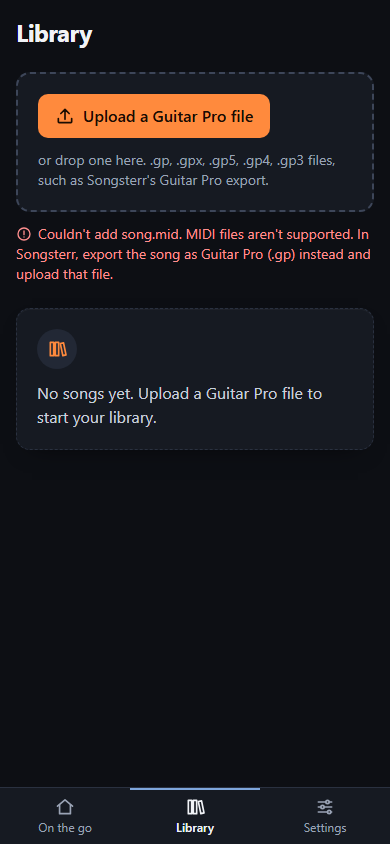 Library
Upload a Guitar Pro file
or drop one here. .gp, .gpx, .gp5, .gp4, .gp3 files,
such as Songsterr's Guitar Pro export.
Couldn't add song.mid. MIDI files aren't supported. In
Songsterr, export the song as Guitar Pro (.gp) instead and
upload that file.
No songs yet. Upload a Guitar Pro file to
start your library.
On the go
Library
Settings